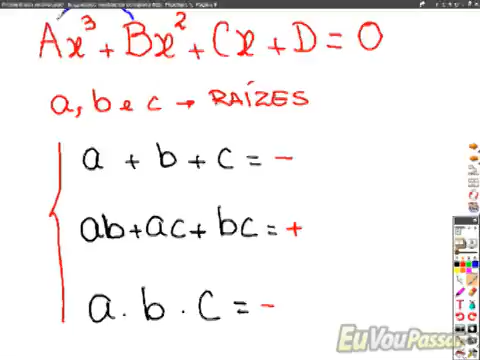 Ax³ + Bx² + Cx + D = 0
a, b e c → RAÍZES
a + b + c = -
ab + ac + bc = +
a . b . c = -
EuVouPassar